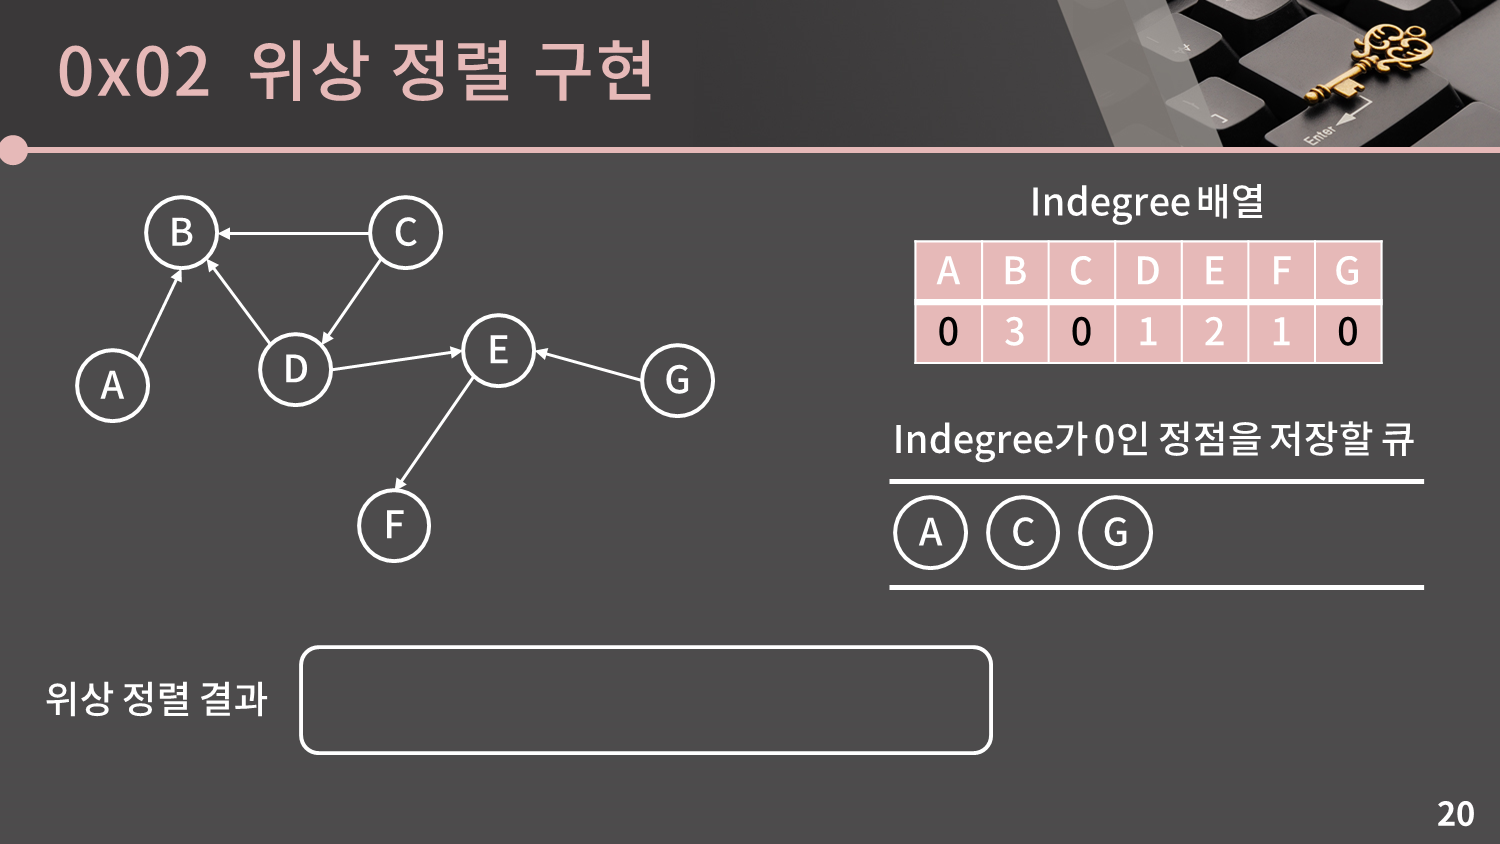 0x02 위상 정렬 구현
Enter
B
C
A
D
E
G
F
Indegree 배열
A B C D E F G
0 3 0 1 2 1 0
Indegree가 0인 정점을 저장할 큐
A C G
위상 정렬 결과
20